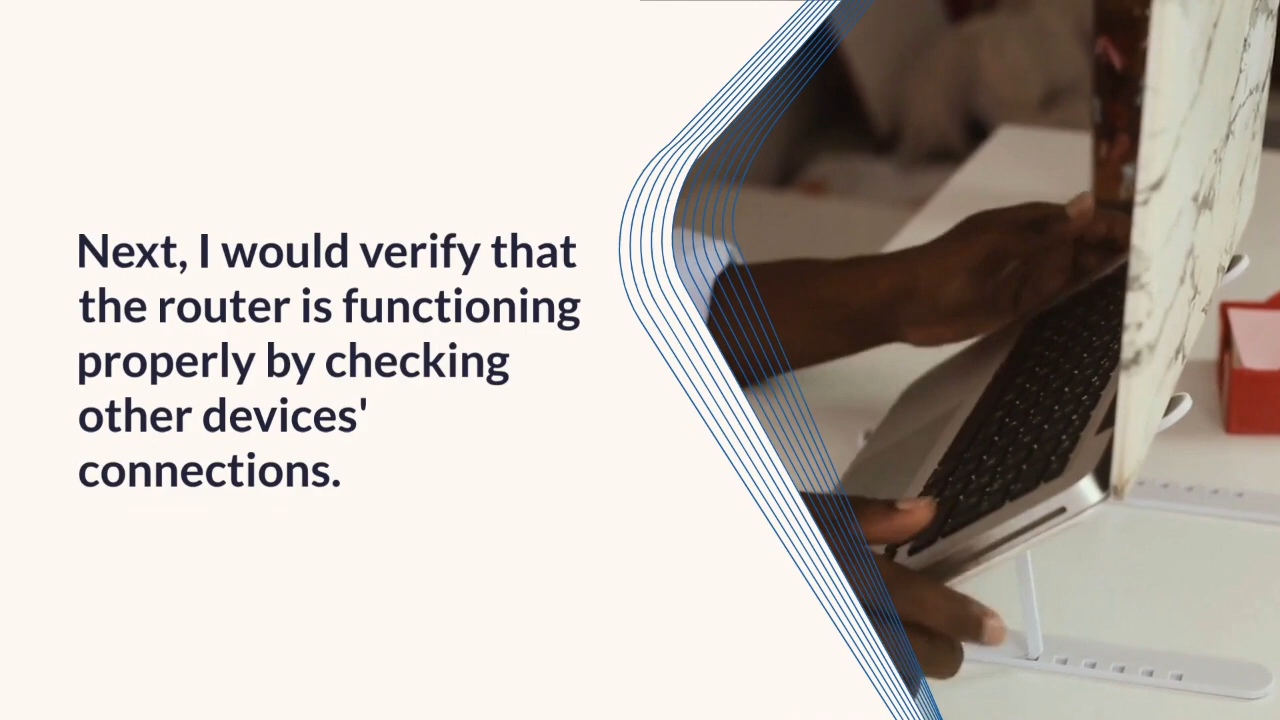 Next, I would verify that
the router is functioning
properly by checking
other devices'
connections.